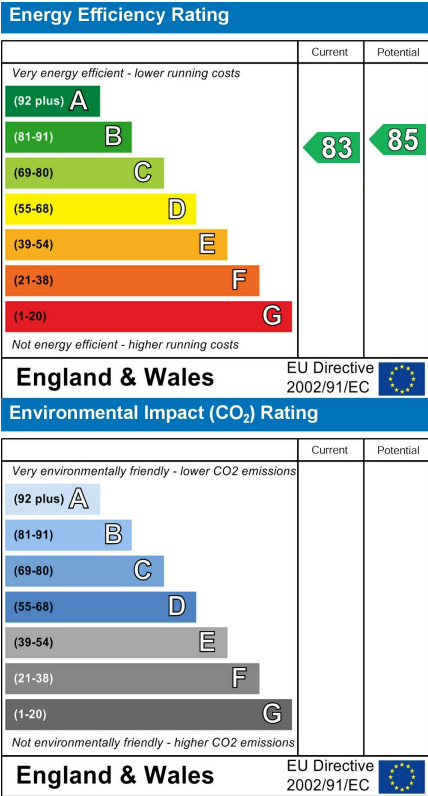 Energy Efficiency Rating
Current Potential
Very energy efficient - lower running costs
(92 plus) A
(81-91) B
(69-80) C
(55-68) D
(39-54) E
(21-38) F
(1-20) G
83 85
Not energy efficient - higher running costs
England & Wales EU Directive 2002/91/EC
Environmental Impact (CO₂) Rating
Current Potential
Very environmentally friendly - lower CO2 emissions
(92 plus) A
(81-91) B
(69-80) C
(55-68) D
(39-54) E
(21-38) F
(1-20) G
Not environmentally friendly - higher CO2 emissions
England & Wales EU Directive 2002/91/EC